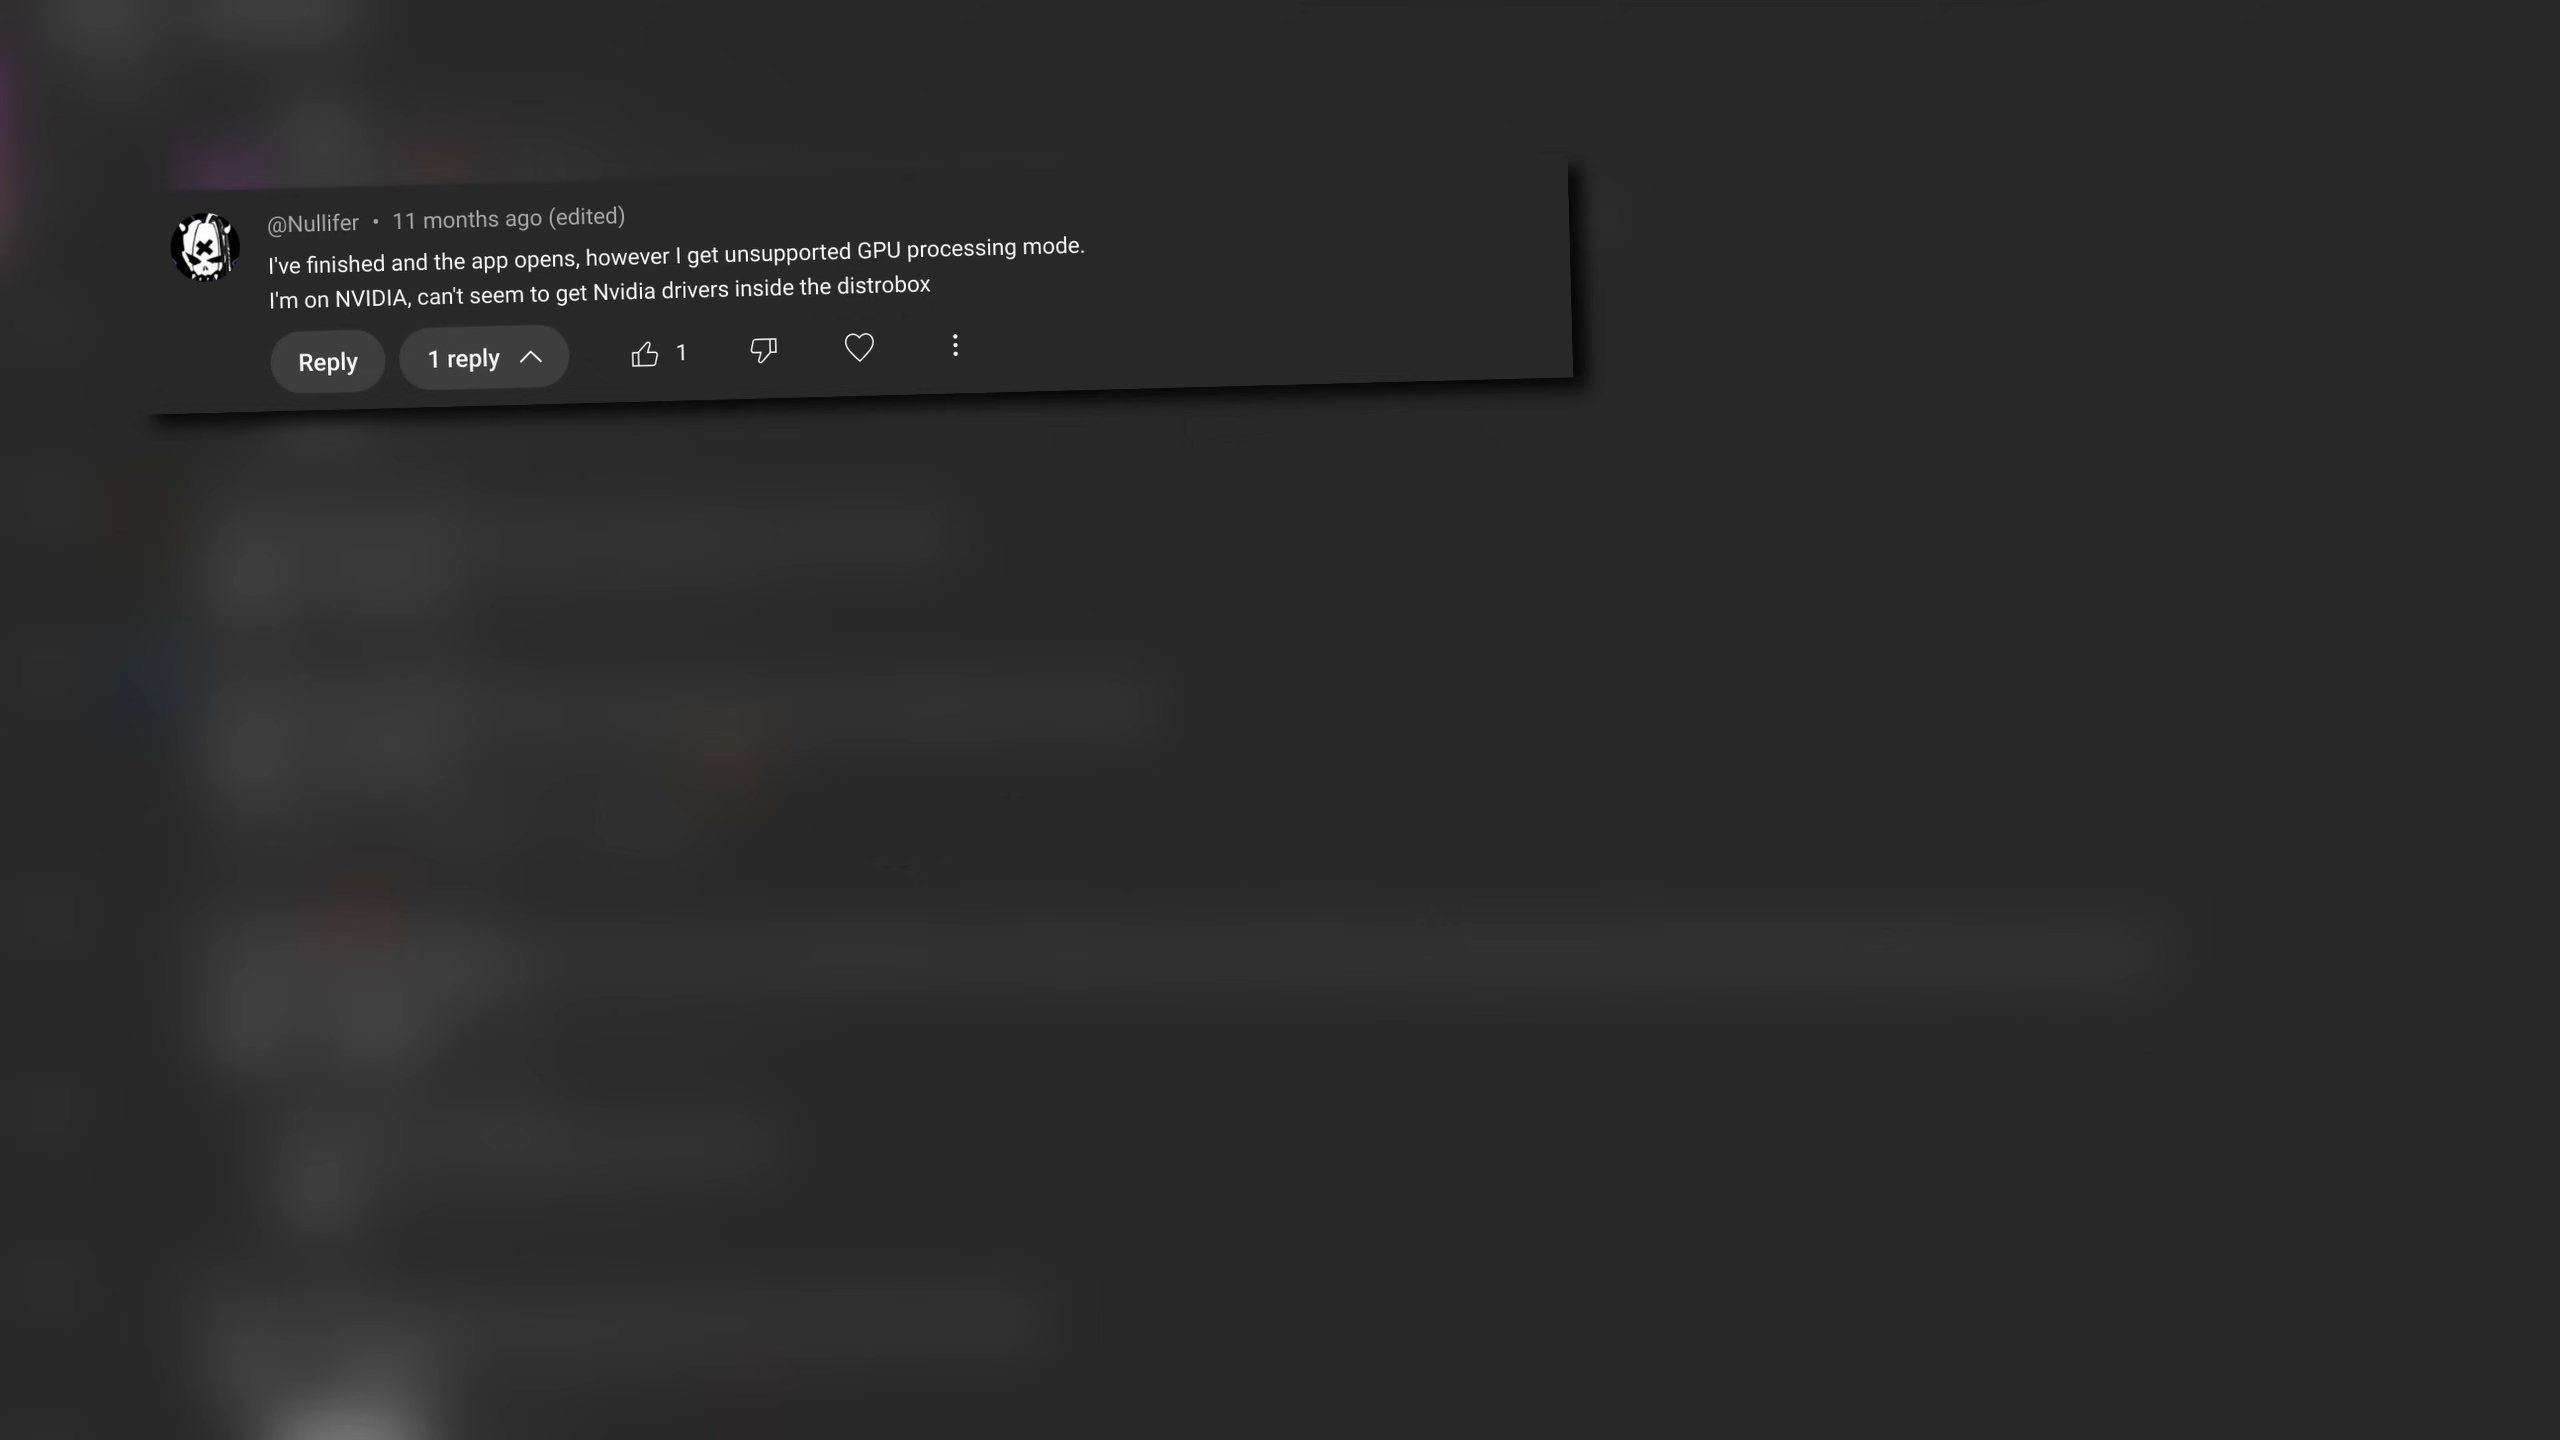 @Nullifer • 11 months ago (edited)
I've finished and the app opens, however I get unsupported GPU processing mode.
I'm on NVIDIA, can't seem to get Nvidia drivers inside the distrobox
Reply 1 reply 1